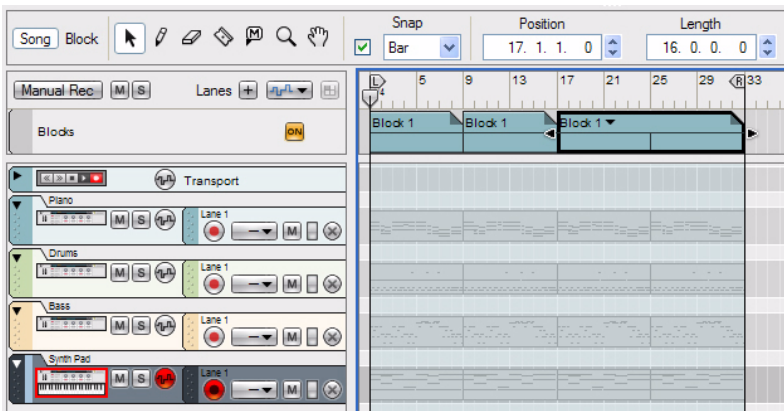 Snap Position Length
Song Block M Bar 17. 1. 1. 0 16. 0. 0. 0
Manual Rec M S Lanes + L 4 5 9 13 17 21 25 29 R 33
Blocks ON Block 1 Block 1 Block 1
Transport
Piano
M S Lane 1 M
Drums
M S Lane 1 M
Bass
M S Lane 1 M
Synth Pad
M S Lane 1 M